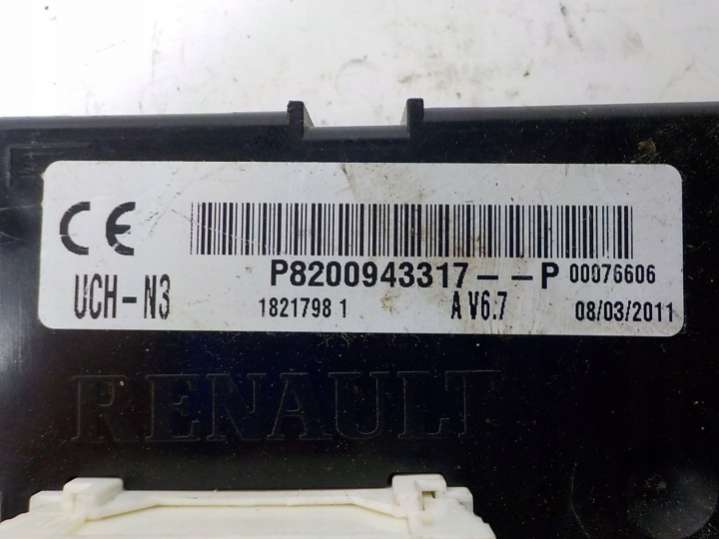 CE
P8200943317--P 00076606
UCH-N3
1821798 1 A V6.7 08/03/2011
RENAULT